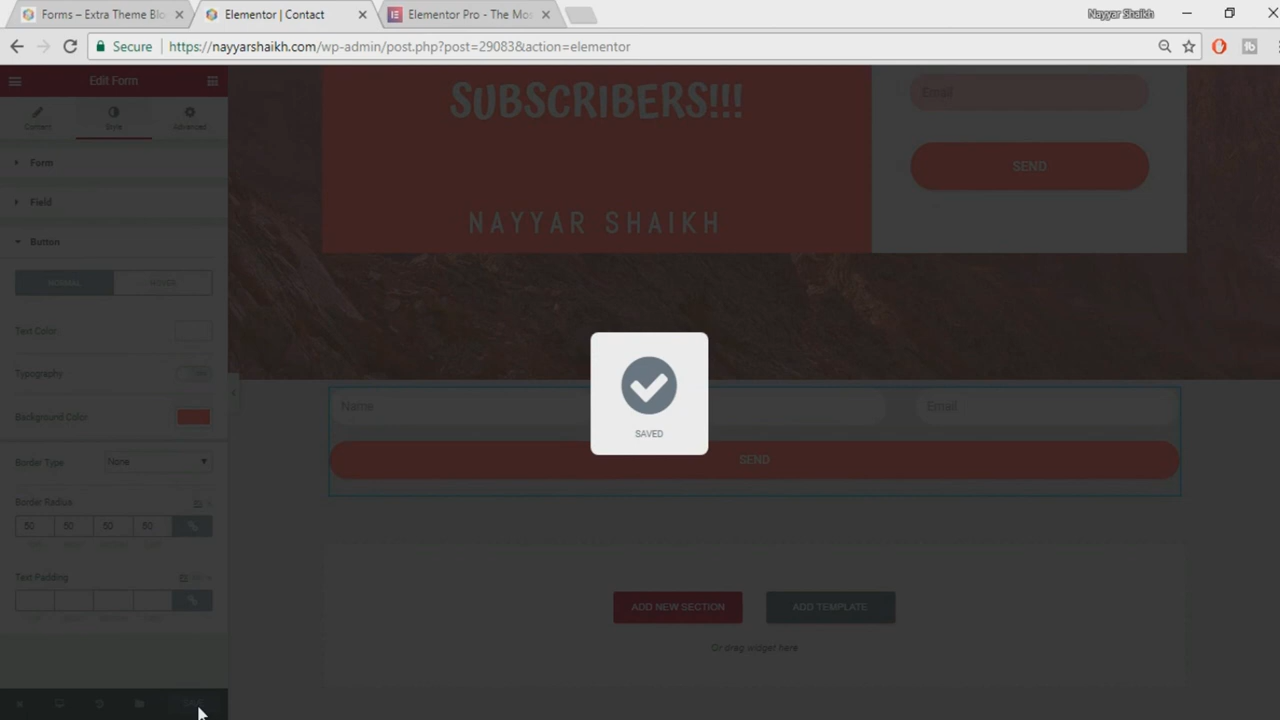 Forms – Extra Theme Blo
Elementor | Contact
Elementor Pro - The Mos
Nayyar Shaikh
Secure
https://nayyarshaikh.com/wp-admin/post.php?post=29083&action=elementor
Edit Form
Content
Style
Advanced
Form
Field
Button
NORMAL
HOVER
Text Color
Typography
Background Color
Border Type
None
Border Radius
50 50 50 50
Text Padding
SUBSCRIBERS!!!
NAYYAR SHAIKH
Email
SEND
Name
Email
SEND
SAVED
ADD NEW SECTION
ADD TEMPLATE
Or drag widget here
SAVE